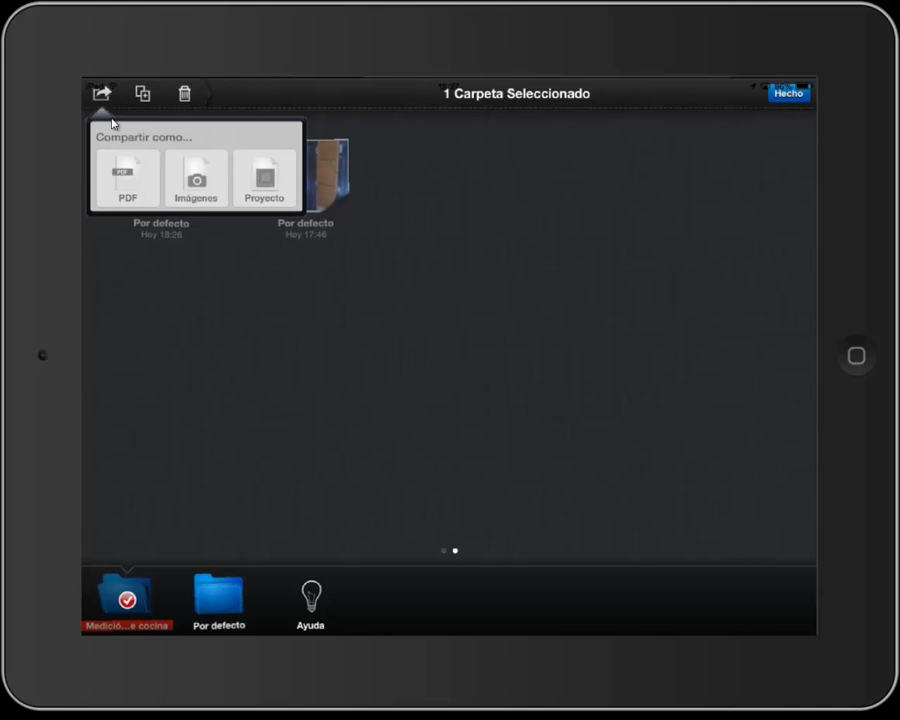 1 Carpeta Seleccionado
Hecho
Compartir como...
PDF
PDF
Imágenes
Proyecto
Por defecto
Hoy 18:26
Por defecto
Hoy 17:46
Medició...e cocina
Por defecto
Ayuda